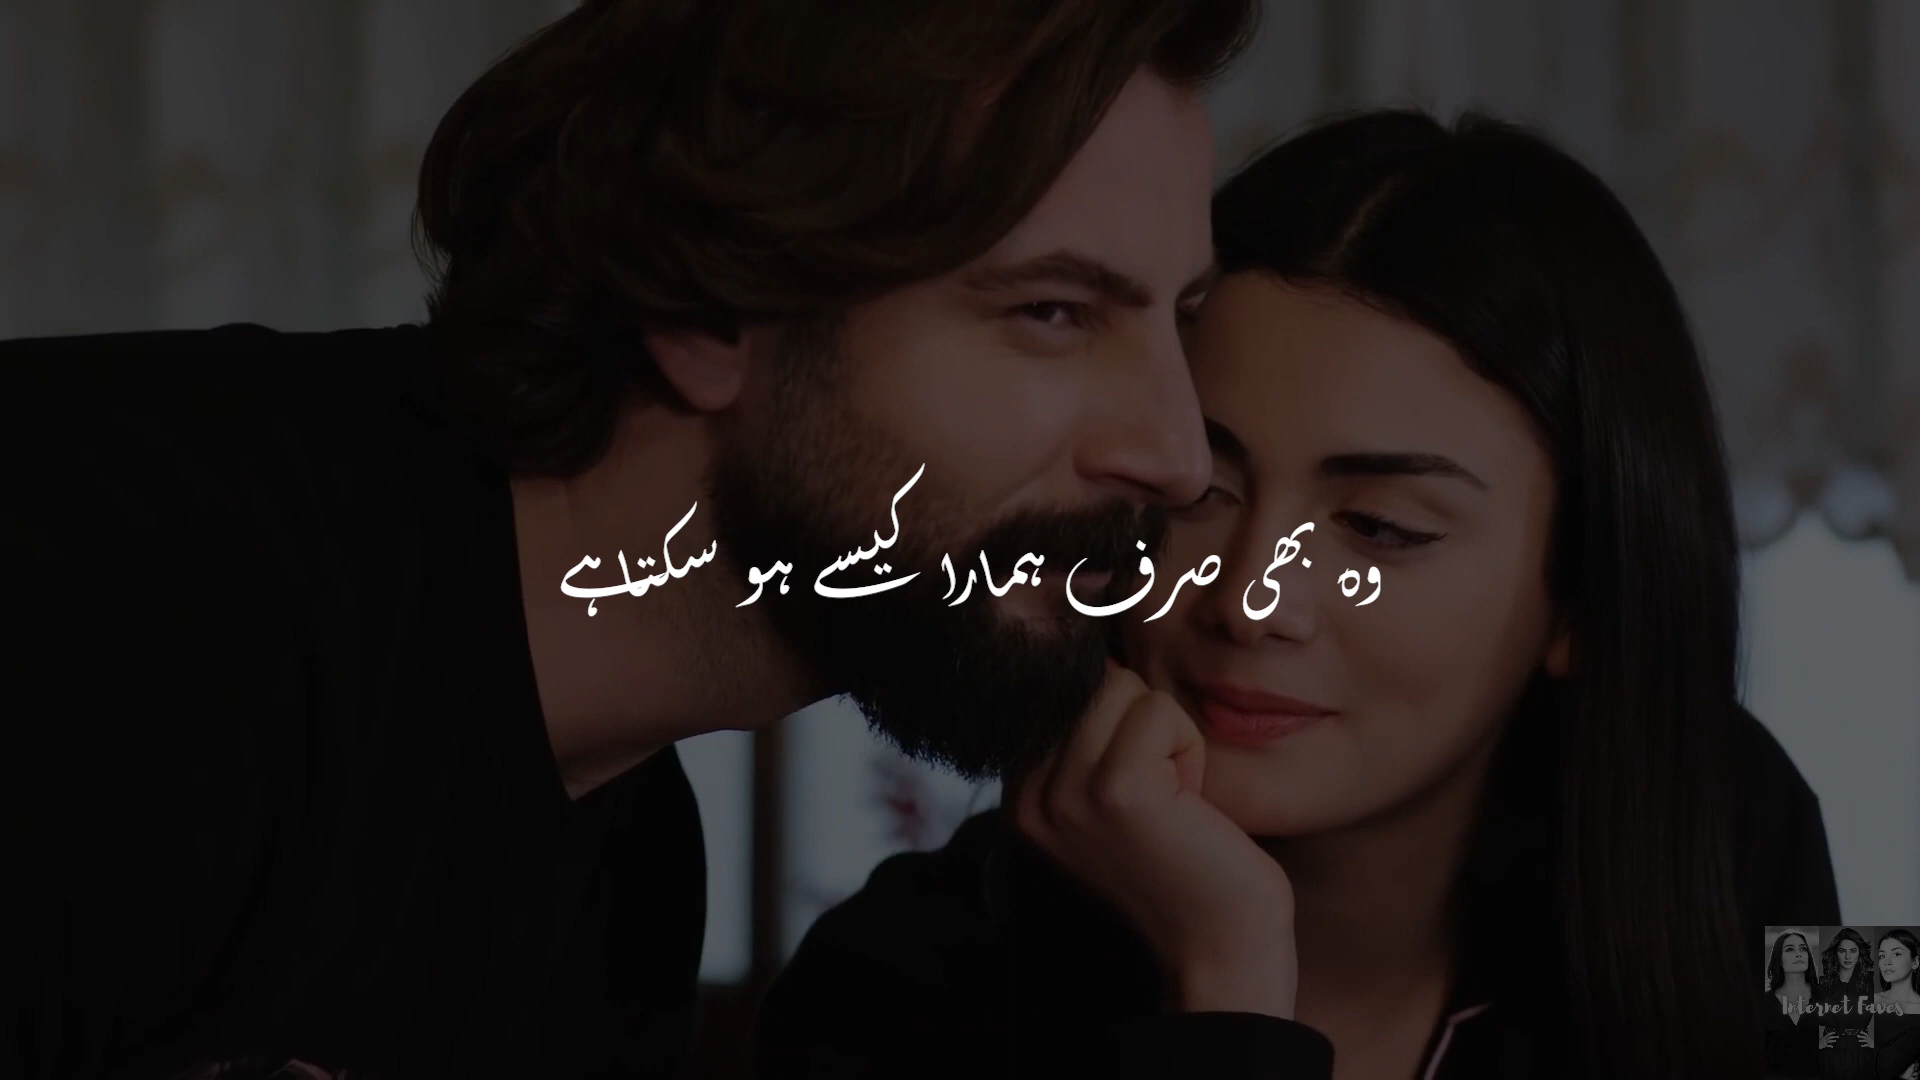 وہ بھی صرف ہمارا کیسے ہو سکتا ہے
Internet Faves